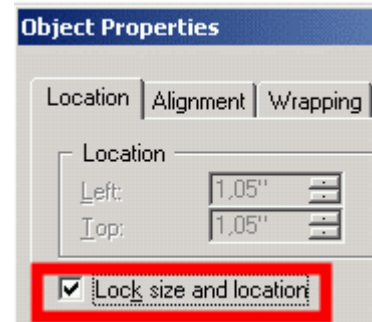 Object Properties
Location Alignment Wrapping
Location
Left: 1,05"
Top: 1,05"
Lock size and location